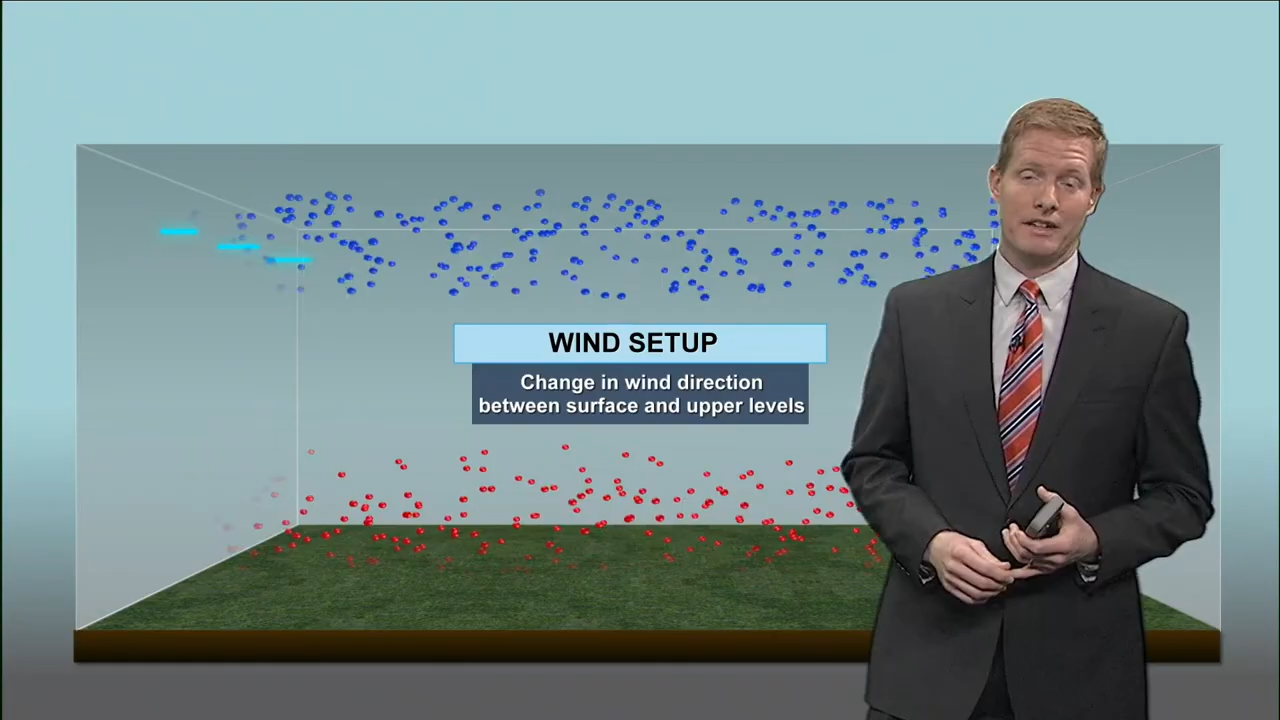 WIND SETUP
Change in wind direction
between surface and upper levels